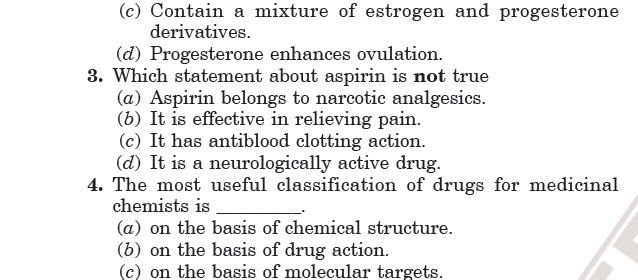 (c) Contain a mixture of estrogen and progesterone
derivatives.
(d) Progesterone enhances ovulation.
3. Which statement about aspirin is not true
(a) Aspirin belongs to narcotic analgesics.
(b) It is effective in relieving pain.
(c) It has antiblood clotting action.
(d) It is a neurologically active drug.
4. The most useful classification of drugs for medicinal
chemists is _________.
(a) on the basis of chemical structure.
(b) on the basis of drug action.
(c) on the basis of molecular targets.